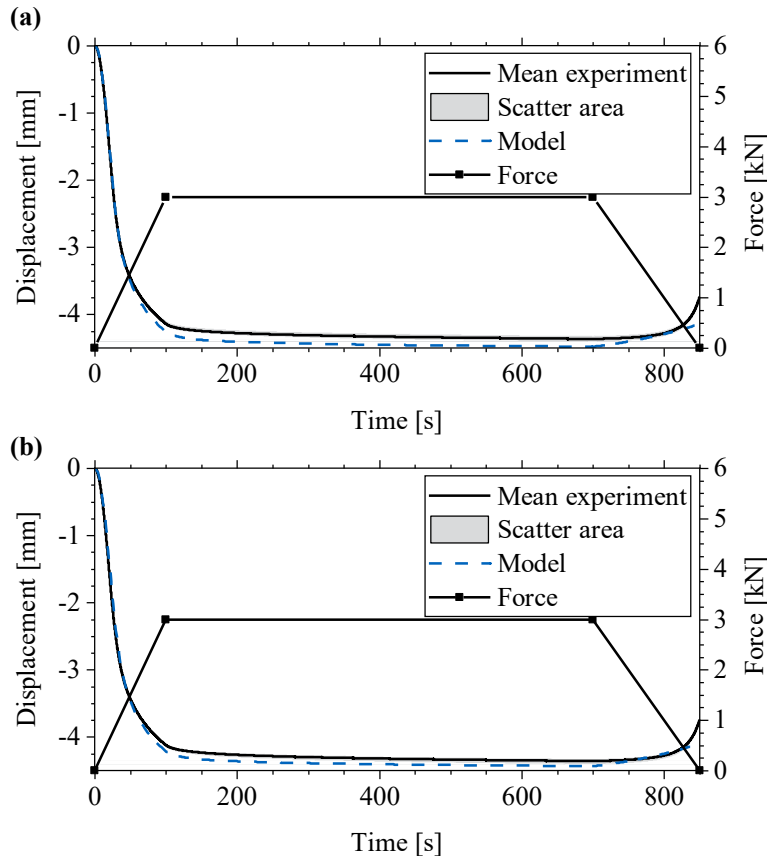 (a)
0
-1
-2
-3
-4
Displacement [mm]
Mean experiment
Scatter area
Model
Force
6
5
4
3
2
1
0
Force [kN]
0 200 400 600 800
Time [s]
(b)
0
-1
-2
-3
-4
Displacement [mm]
Mean experiment
Scatter area
Model
Force
6
5
4
3
2
1
0
Force [kN]
0 200 400 600 800
Time [s]